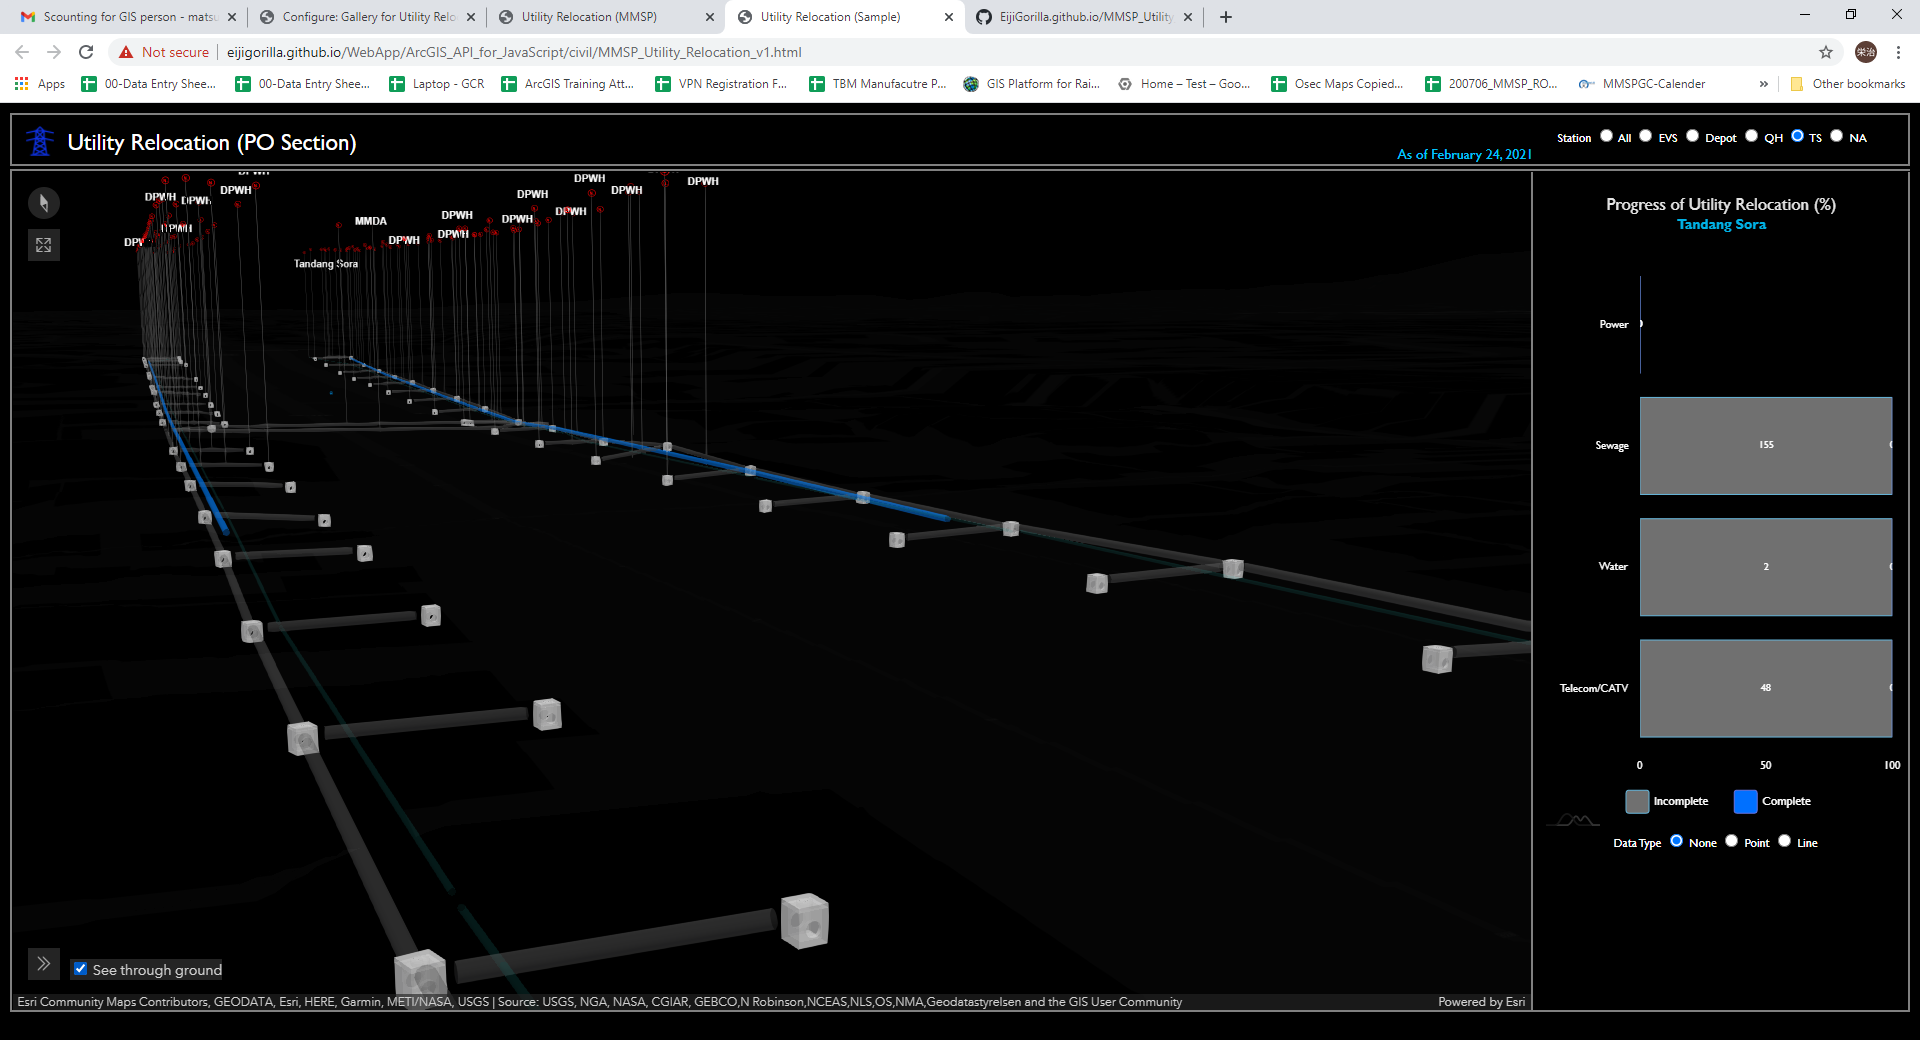 Scounting for GIS person - matsu
Configure: Gallery for Utility Relo
Utility Relocation (MMSP)
Utility Relocation (Sample)
EijiGorilla.github.io/MMSP_Utility
Not secure
eijigorilla.github.io/WebApp/ArcGIS_API_for_JavaScript/civil/MMSP_Utility_Relocation_v1.html
栄治
Apps
00-Data Entry Shee...
00-Data Entry Sheet...
Laptop - GCR
ArcGIS Training Att...
VPN Registration F...
TBM Manufacutre P...
GIS Platform for Rai...
Home – Test – Goo...
Osec Maps Copied...
200706_MMSP_RO...
MMSPGC-Calender
»
Other bookmarks
Utility Relocation (PO Section)
As of February 24, 2021
Station All EVS Depot QH TS NA
DPWH
DPWH
DPWH
DPWH
DPWH
DPWH
DPWH
DPWH
DPWH
DPWH
MMDA
DPWH
DPWH
DPWH
DPWH
Tandang Sora
Progress of Utility Relocation (%)
Tandang Sora
Power
Sewage 155
Water 2
Telecom/CATV 48
0 50 100
Incomplete Complete
Data Type None Point Line
See through ground
Esri Community Maps Contributors, GEODATA, Esri, HERE, Garmin, METI/NASA, USGS | Source: USGS, NGA, NASA, CGIAR, GEBCO,N Robinson,NCEAS,NLS,OS,NMA,Geodatastyrelsen and the GIS User Community
Powered by Esri